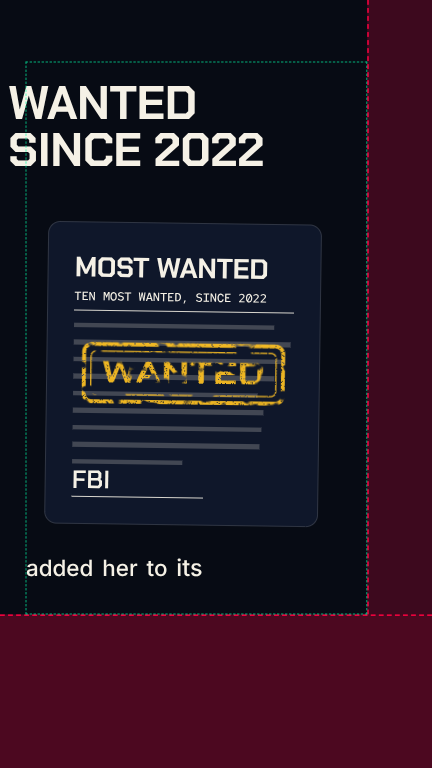 WANTED
SINCE 2022
MOST WANTED
TEN MOST WANTED, SINCE 2022
WANTED
FBI
added her to its